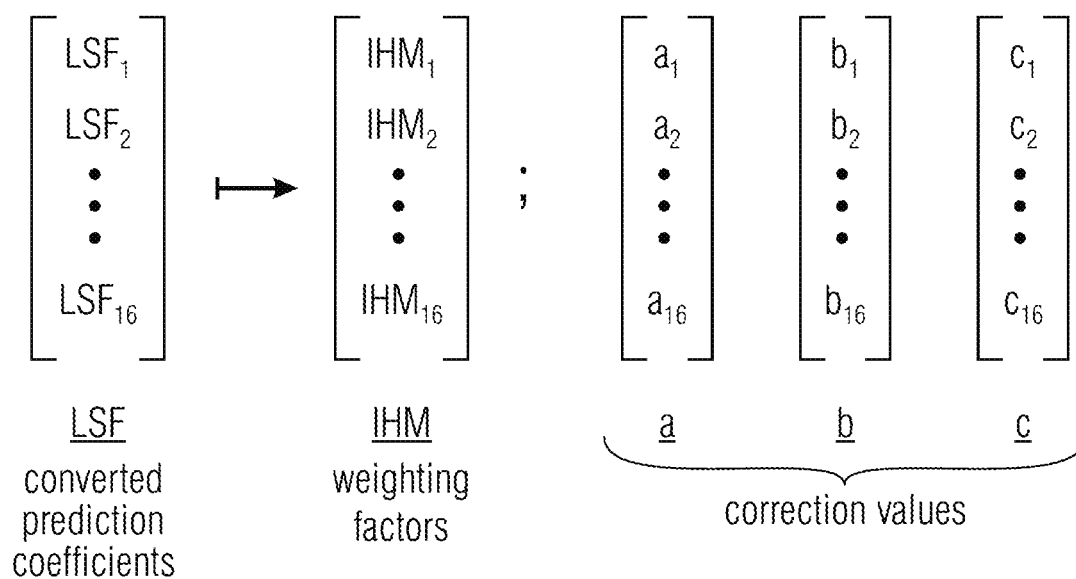 LSF₁ IHM₁ a₁ b₁ c₁
LSF₂ IHM₂ a₂ b₂ c₂
;
LSF₁₆ IHM₁₆ a₁₆ b₁₆ c₁₆
LSF IHM a b c
converted weighting correction values
prediction factors
coefficients